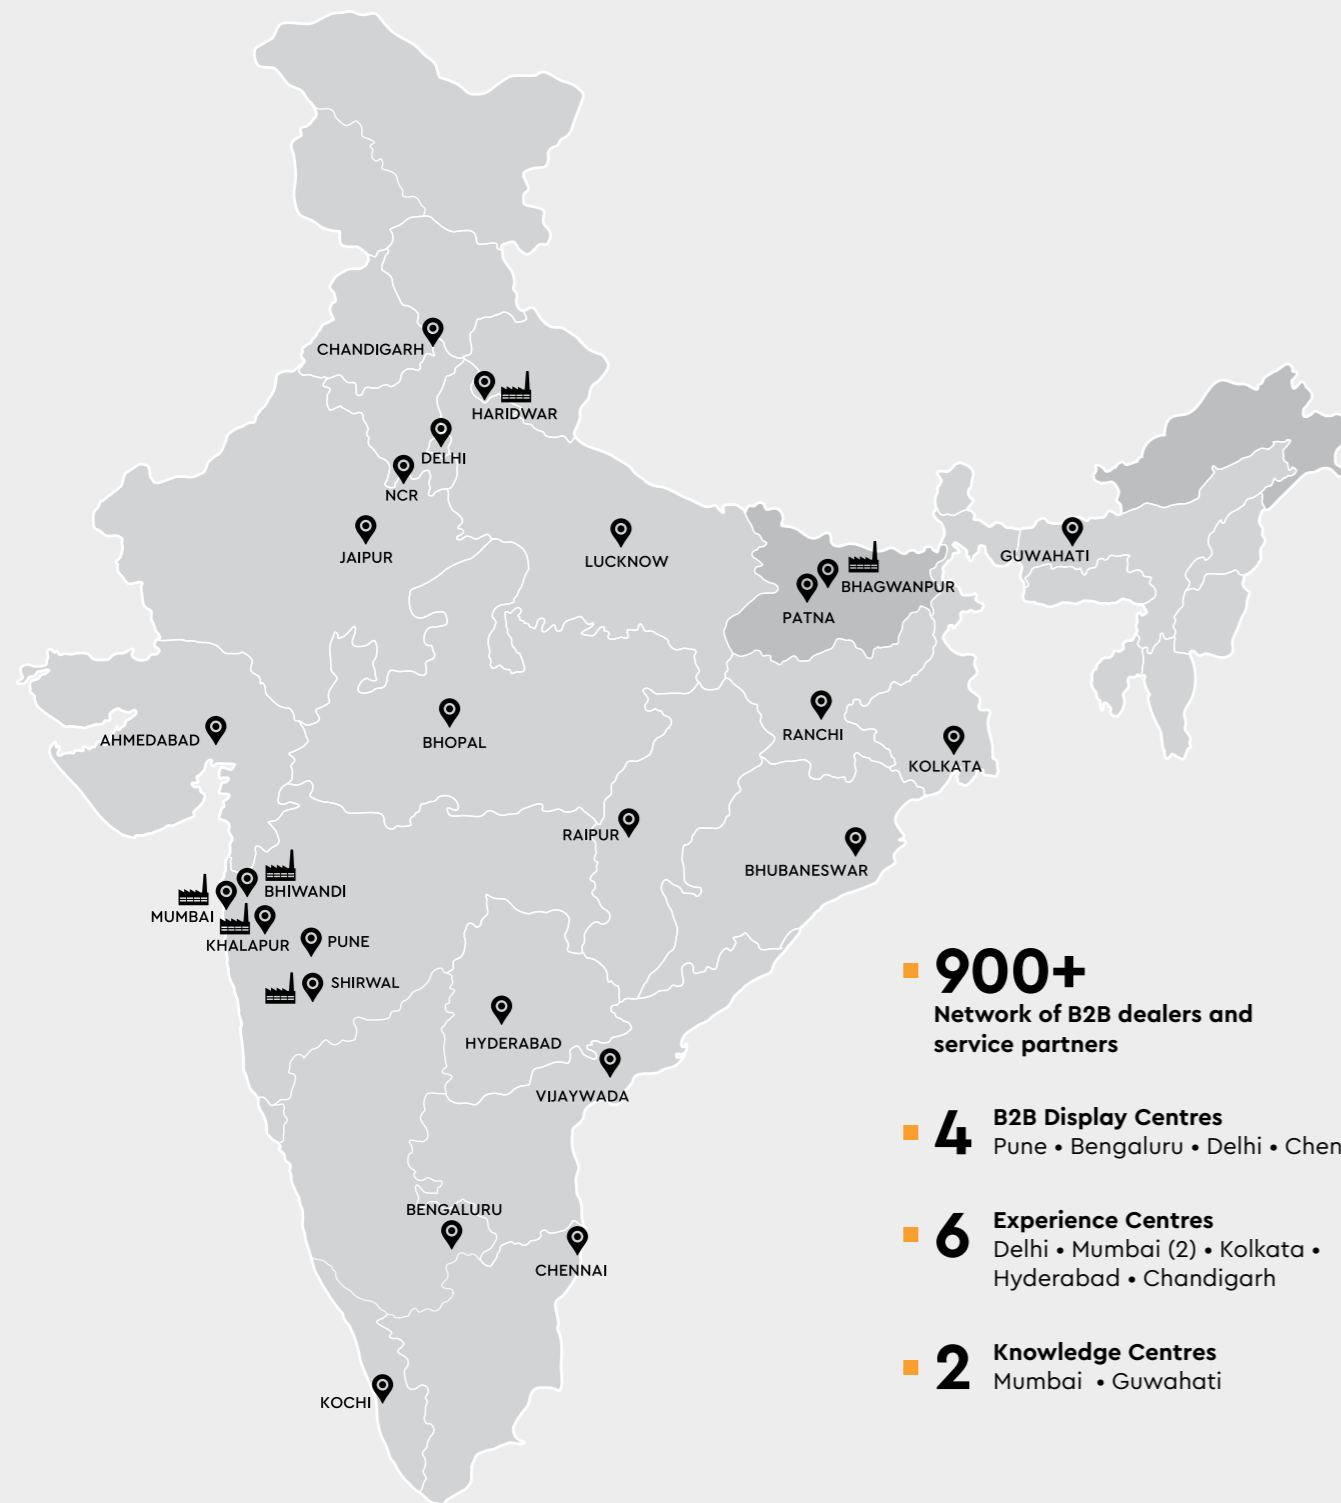 CHANDIGARH
HARIDWAR
DELHI
NCR
JAIPUR
LUCKNOW
GUWAHATI
BHAGWANPUR
PATNA
AHMEDABAD
BHOPAL
RANCHI
KOLKATA
RAIPUR
BHUBANESWAR
BHIWANDI
MUMBAI
KHALAPUR
PUNE
SHIRWAL
HYDERABAD
VIJAYWADA
BENGALURU
CHENNAI
KOCHI
900+
Network of B2B dealers and
service partners
4
B2B Display Centres
Pune • Bengaluru • Delhi • Chen
6
Experience Centres
Delhi • Mumbai (2) • Kolkata •
Hyderabad • Chandigarh
2
Knowledge Centres
Mumbai • Guwahati